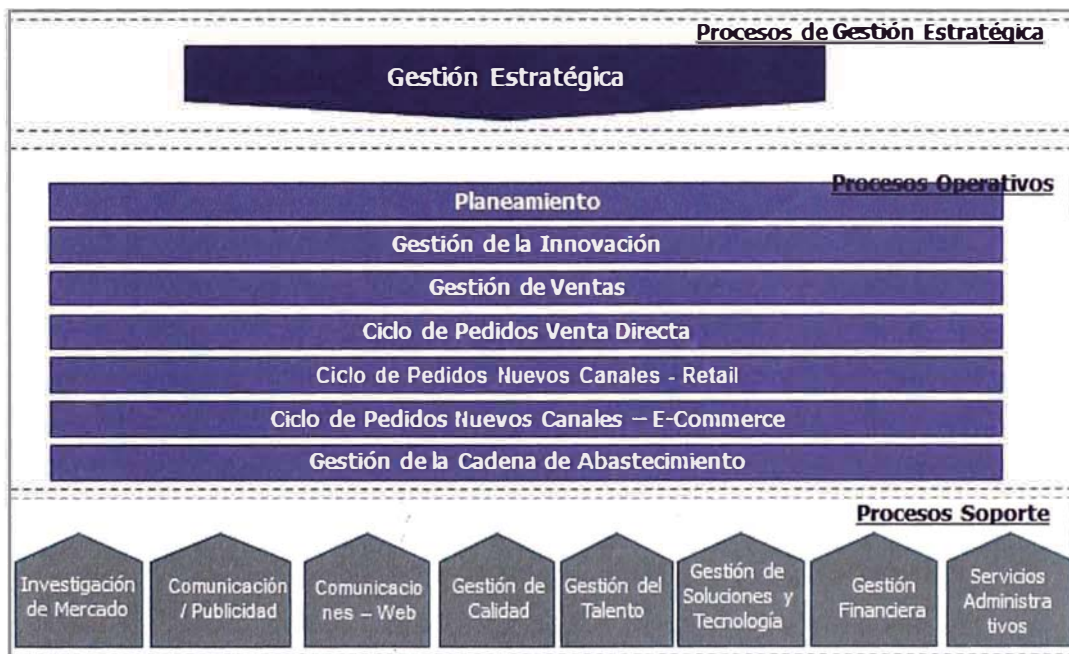 Procesos de Gestión Estratégica
Gestión Estratégica
Procesos Operativos
Planeamiento
Gestión de la Innovación
Gestión de Ventas
Ciclo de Pedidos Venta Directa
Ciclo de Pedidos Nuevos Canales - Retail
Ciclo de Pedidos Nuevos Canales – E-Commerce
Gestión de la Cadena de Abastecimiento
Procesos Soporte
Investigación
de Mercado
Comunicación
/ Publicidad
Comunicacio
nes – Web
Gestión de
Calidad
Gestión del
Talento
Gestión de
Soluciones y
Tecnología
Gestión
Financiera
Servicios
Administra
tivos